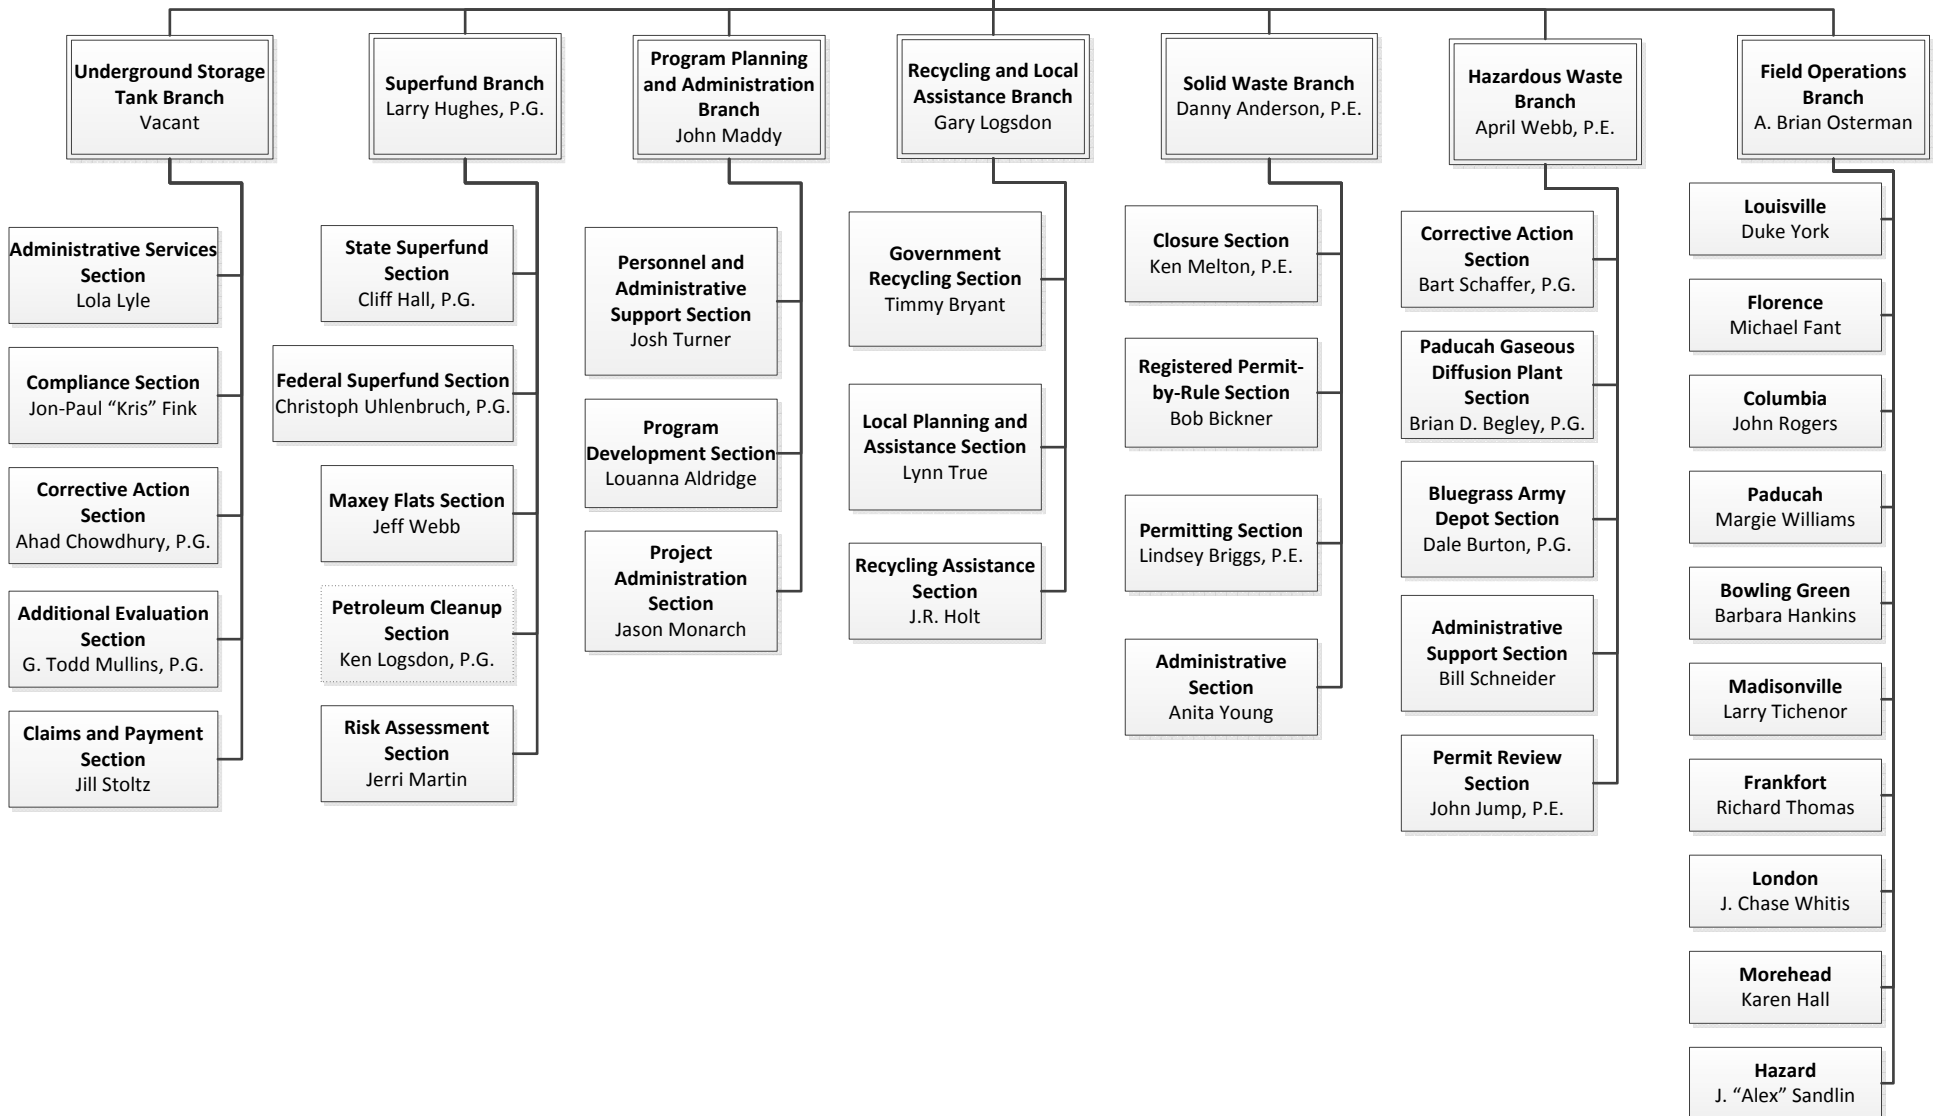 Underground Storage
Tank Branch
Vacant
Administrative Services
Section
Lola Lyle
Compliance Section
Jon-Paul “Kris” Fink
Corrective Action
Section
Ahad Chowdhury, P.G.
Additional Evaluation
Section
G. Todd Mullins, P.G.
Claims and Payment
Section
Jill Stoltz
Superfund Branch
Larry Hughes, P.G.
State Superfund
Section
Cliff Hall, P.G.
Federal Superfund Section
Christoph Uhlenbruch, P.G.
Maxey Flats Section
Jeff Webb
Petroleum Cleanup
Section
Ken Logsdon, P.G.
Risk Assessment
Section
Jerri Martin
Program Planning
and Administration
Branch
John Maddy
Personnel and
Administrative
Support Section
Josh Turner
Program
Development Section
Louanna Aldridge
Project
Administration
Section
Jason Monarch
Recycling and Local
Assistance Branch
Gary Logsdon
Government
Recycling Section
Timmy Bryant
Local Planning and
Assistance Section
Lynn True
Recycling Assistance
Section
J.R. Holt
Solid Waste Branch
Danny Anderson, P.E.
Closure Section
Ken Melton, P.E.
Registered Permit-
by-Rule Section
Bob Bickner
Permitting Section
Lindsey Briggs, P.E.
Administrative
Section
Anita Young
Hazardous Waste
Branch
April Webb, P.E.
Corrective Action
Section
Bart Schaffer, P.G.
Paducah Gaseous
Diffusion Plant
Section
Brian D. Begley, P.G.
Bluegrass Army
Depot Section
Dale Burton, P.G.
Administrative
Support Section
Bill Schneider
Permit Review
Section
John Jump, P.E.
Field Operations
Branch
A. Brian Osterman
Louisville
Duke York
Florence
Michael Fant
Columbia
John Rogers
Paducah
Margie Williams
Bowling Green
Barbara Hankins
Madisonville
Larry Tichenor
Frankfort
Richard Thomas
London
J. Chase Whitis
Morehead
Karen Hall
Hazard
J. “Alex” Sandlin